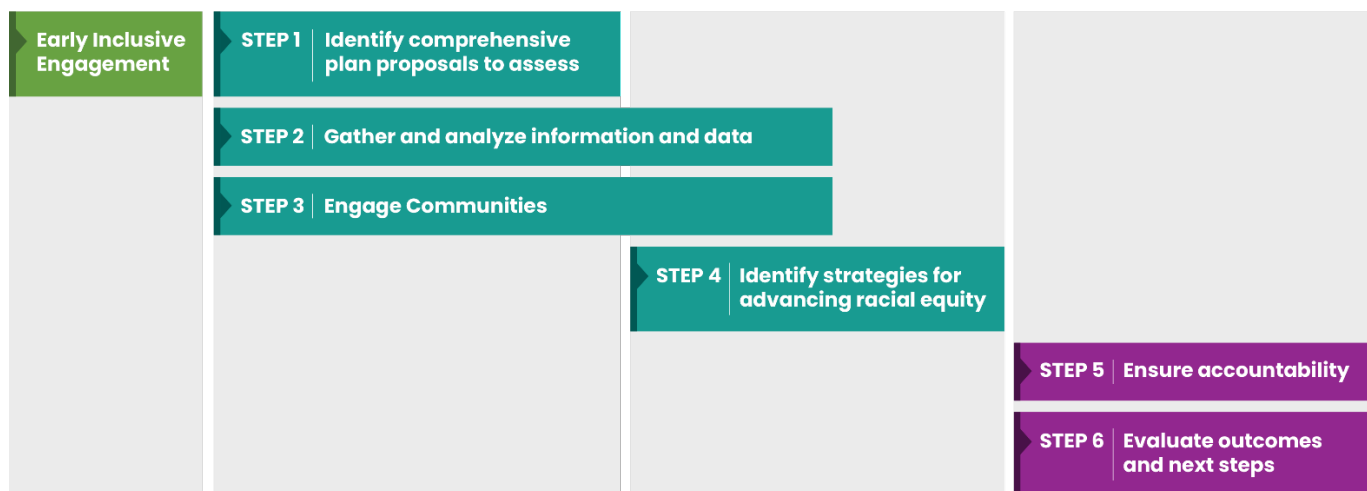 Early Inclusive
Engagement
STEP 1
Identify comprehensive
plan proposals to assess
STEP 2
Gather and analyze information and data
STEP 3
Engage Communities
STEP 4
Identify strategies for
advancing racial equity
STEP 5
Ensure accountability
STEP 6
Evaluate outcomes
and next steps